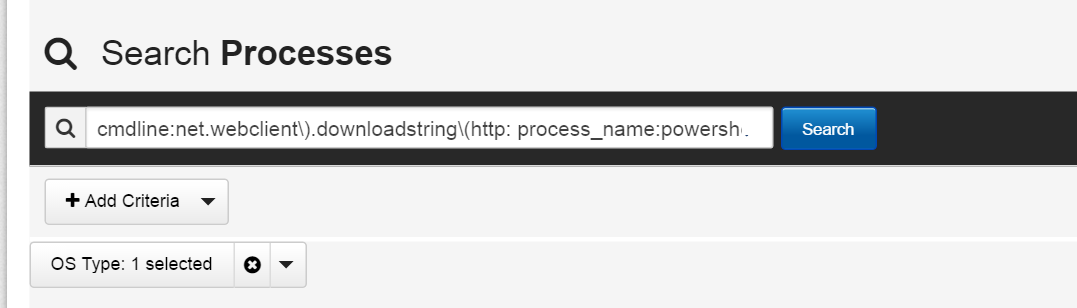 Search Processes
cmdline:net.webclient\).downloadstring\(http: process_name:powersh
Search
Add Criteria
OS Type: 1 selected